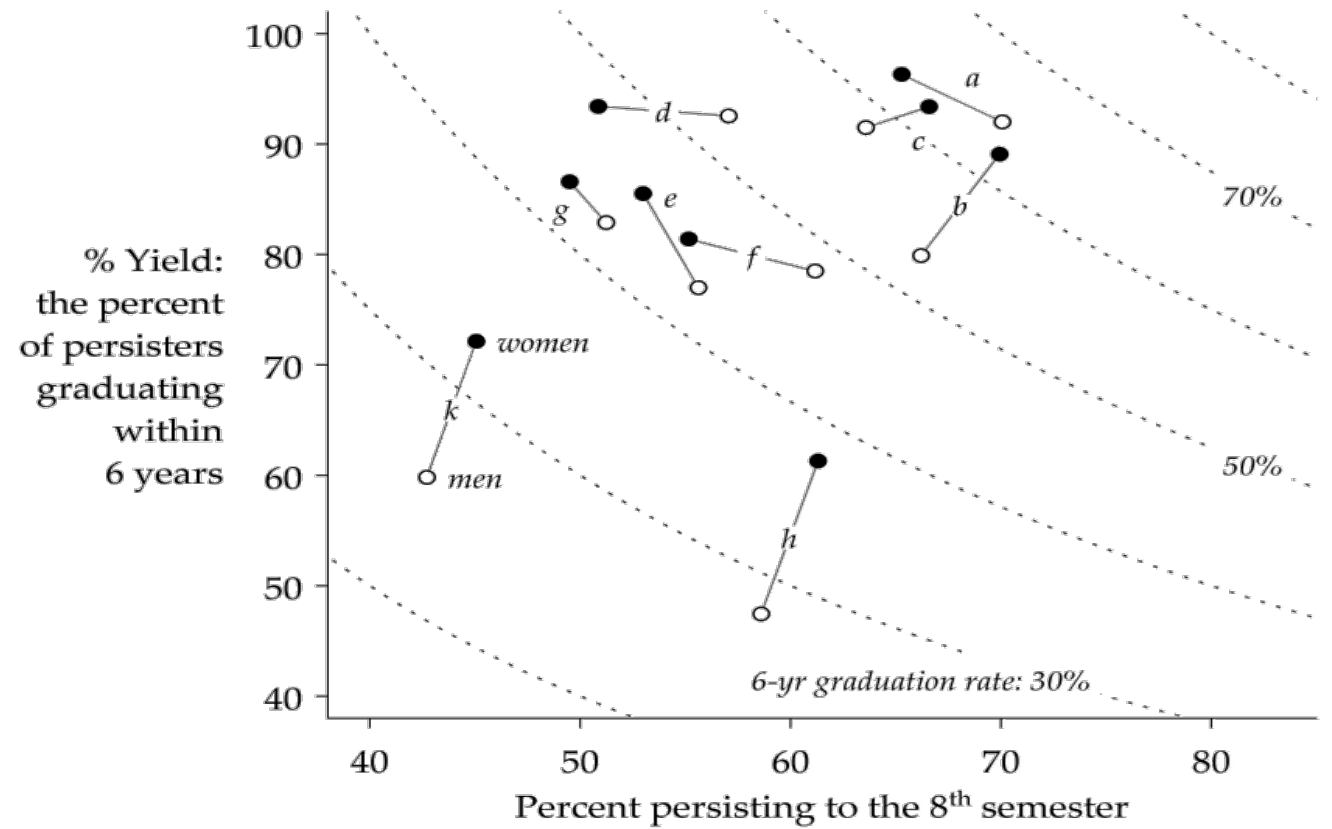 100
90
80
70
60
50
40
% Yield:
the percent
of persisters
graduating
within
6 years
a
d
c
70%
e
g
b
f
women
k
50%
men
h
6-yr graduation rate: 30%
40
50
60
70
80
Percent persisting to the 8th semester